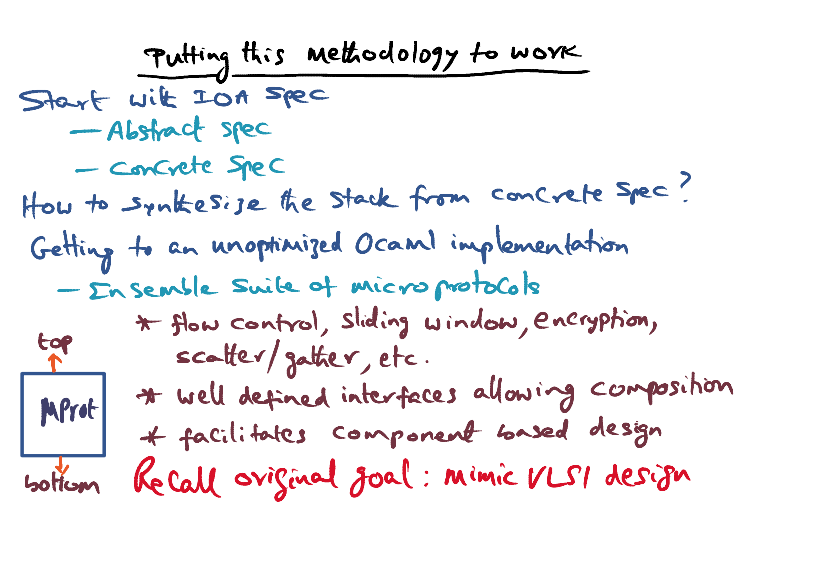 Putting this methodology to work
Start with IOA spec
- Abstract spec
- Concrete spec
How to synthesize the stack from concrete spec?
Getting to an unoptimized Ocaml implementation
- Ensemble suite of microprotocols
* flow control, sliding window, encryption,
scatter/gather, etc.
* well defined interfaces allowing composition
* facilitates component based design
top
μProt
bottom
Recall original goal: mimic VLSI design